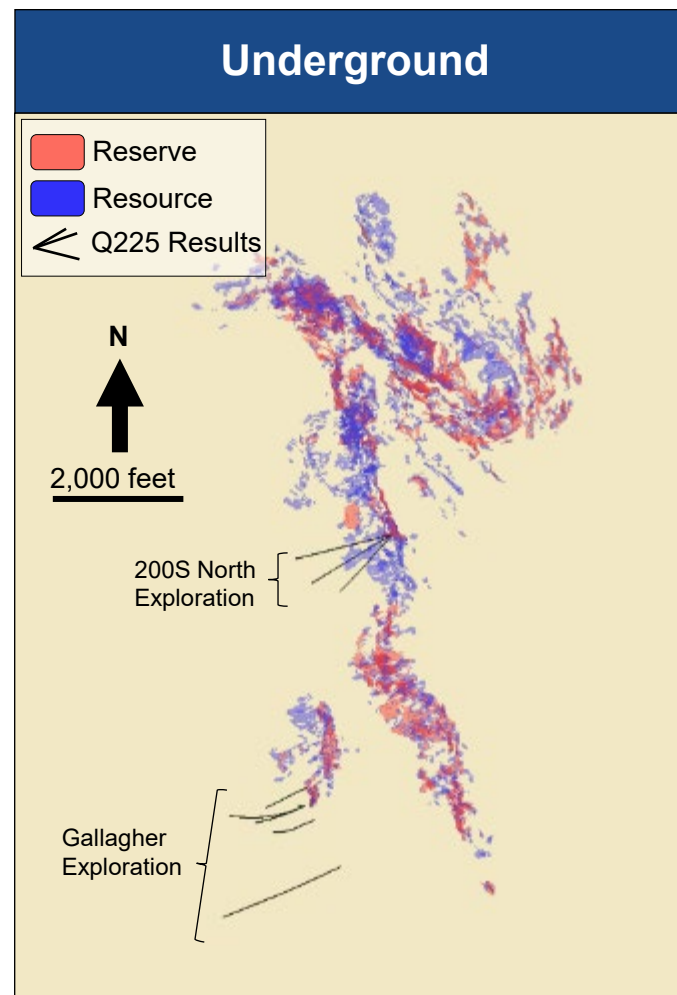 Underground
Reserve
Resource
Q225 Results
N
2,000 feet
200S North
Exploration
Gallagher
Exploration